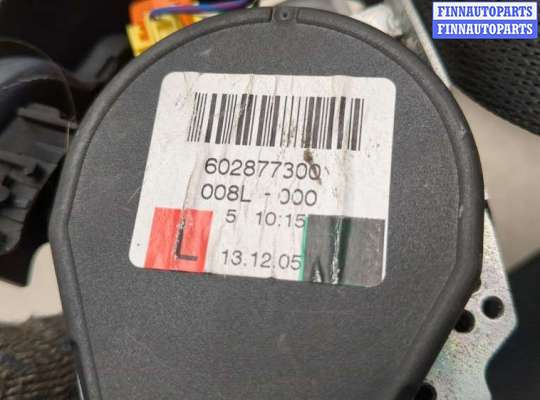 FINNAUTOPARTS
FINNAUTOPARTS
602877300
008L - 000
5 10:15
L 13.12.05